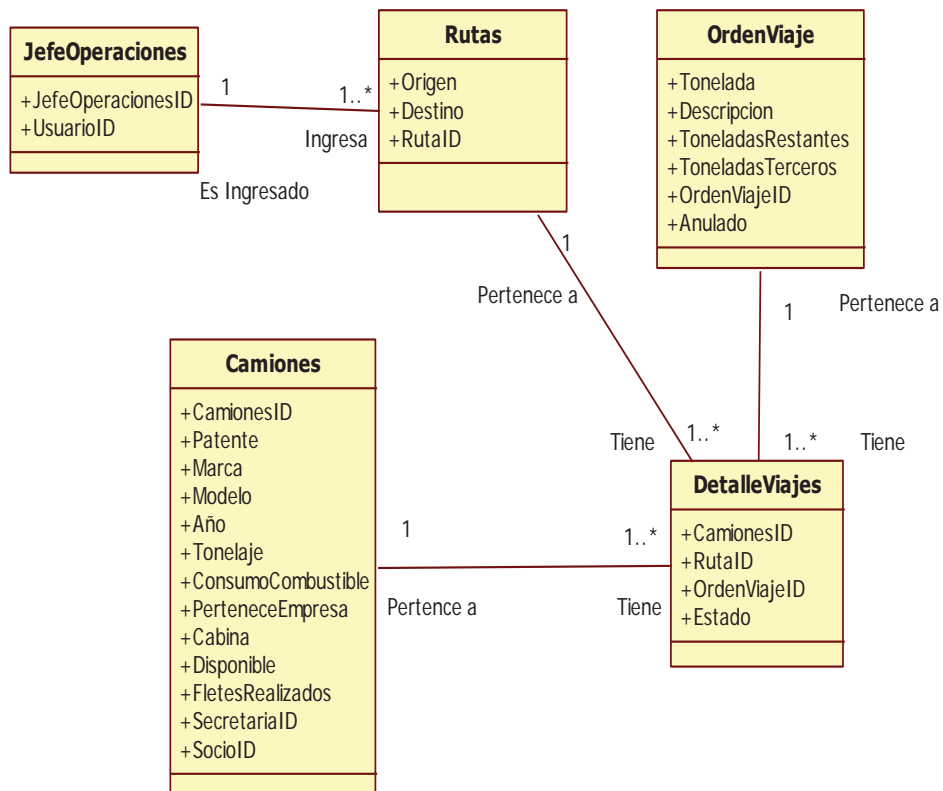 JefeOperaciones
+JefeOperacionesID
+UsuarioID
1
1..*
Ingresa
Es Ingresado
Rutas
+Origen
+Destino
+RutaID
OrdenViaje
+Tonelada
+Descripcion
+ToneladasRestantes
+ToneladasTerceros
+OrdenViajeID
+Anulado
1
Pertenece a
1
Pertenece a
Tiene
1..*
1..*
Tiene
Camiones
+CamionesID
+Patente
+Marca
+Modelo
+Año
+Tonelaje
+ConsumoCombustible
+PerteneceEmpresa
+Cabina
+Disponible
+FletesRealizados
+SecretariaID
+SocioID
1
1..*
Pertence a
Tiene
DetalleViajes
+CamionesID
+RutaID
+OrdenViajeID
+Estado